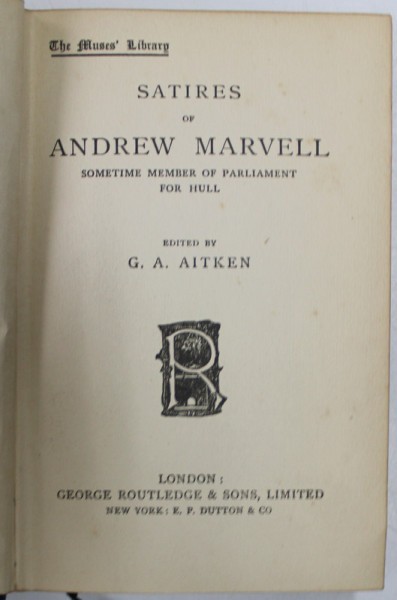 The Muses' Library
SATIRES
OF
ANDREW MARVELL
SOMETIME MEMBER OF PARLIAMENT
FOR HULL
EDITED BY
G. A. AITKEN
R
LONDON:
GEORGE ROUTLEDGE & SONS, LIMITED
NEW YORK: E. P. DUTTON & CO